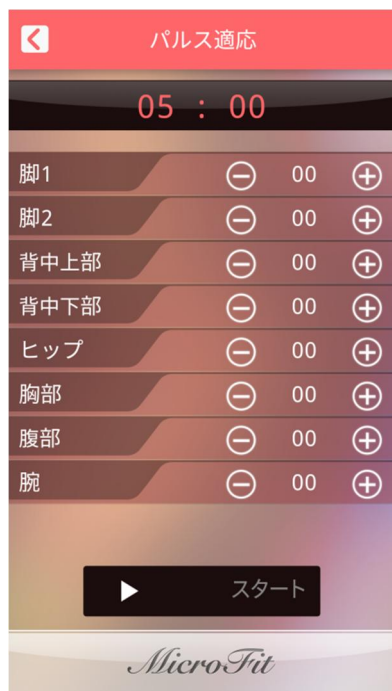 パルス適応
05 : 00
脚1 00
脚2 00
背中上部 00
背中下部 00
ヒップ 00
胸部 00
腹部 00
腕 00
スタート
MicroFit